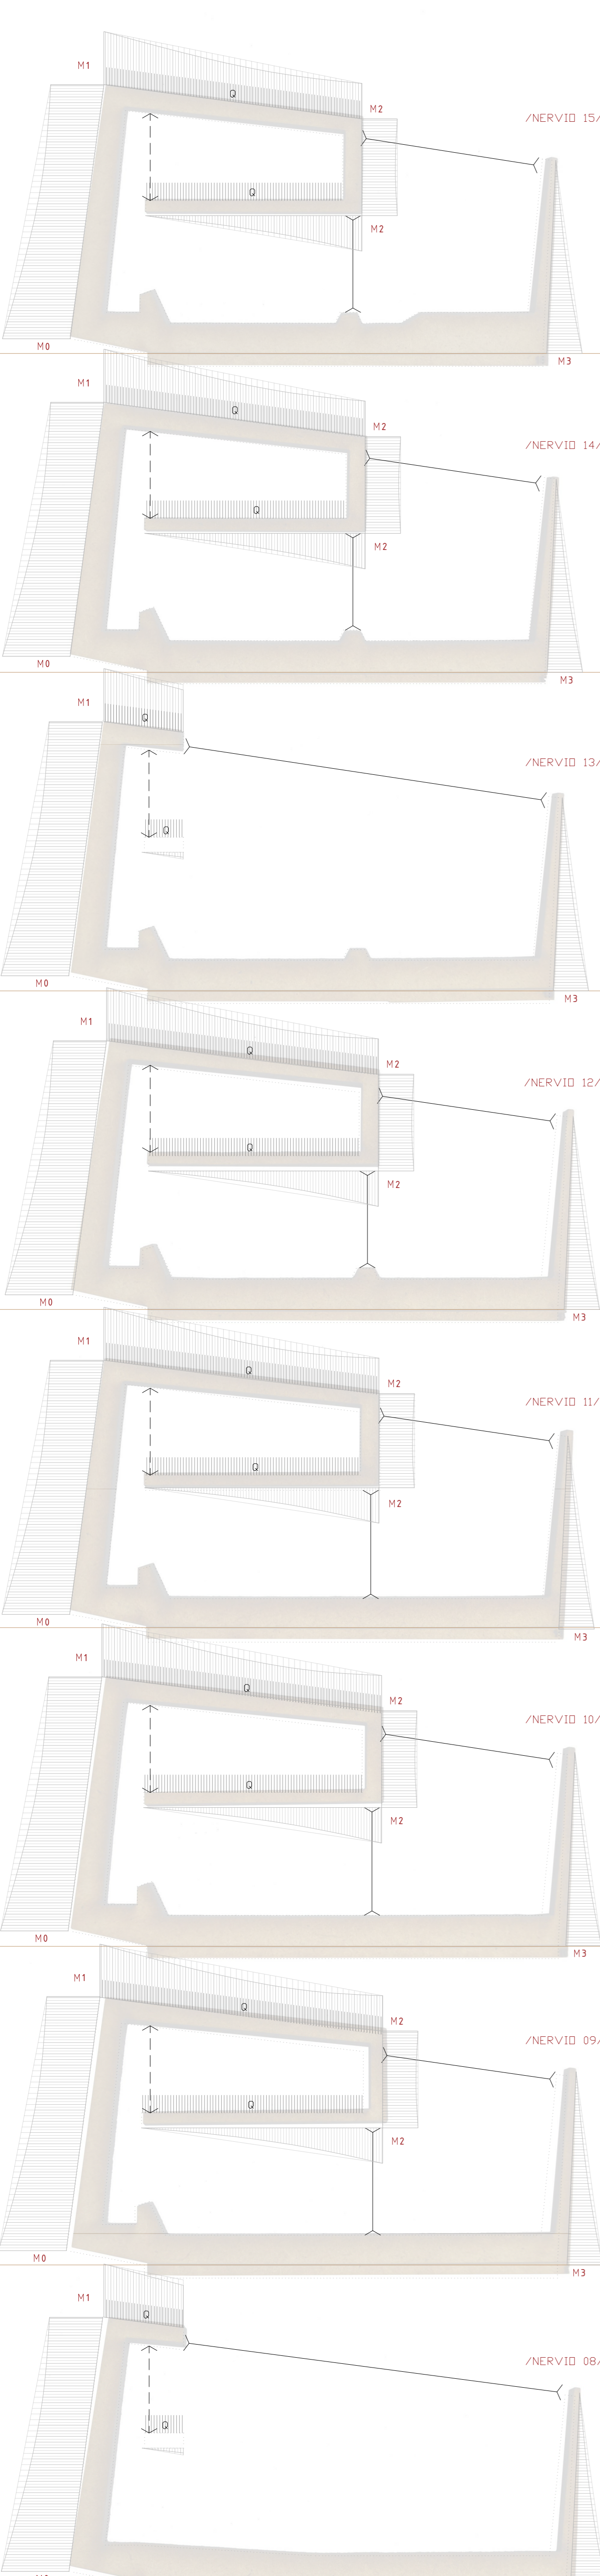 M1
Q
M2
/NERVIO 15/
Q
M2
M0
M3
M1
Q
M2
/NERVIO 14/
Q
M2
M0
M3
M1
Q
/NERVIO 13/
Q
M0
M3
M1
Q
M2
/NERVIO 12/
Q
M2
M0
M3
M1
Q
M2
/NERVIO 11/
Q
M2
M0
M3
M1
Q
M2
/NERVIO 10/
Q
M2
M0
M3
M1
Q
M2
/NERVIO 09/
Q
M2
M0
M3
M1
Q
/NERVIO 08/
Q